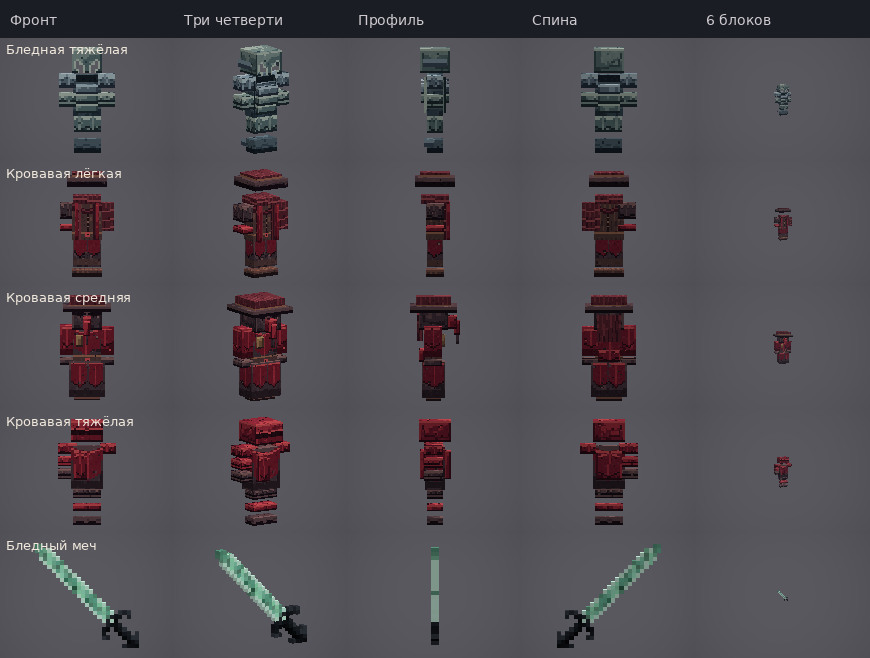 Фронт
Три четверти
Профиль
Спина
6 блоков
Бледная тяжёлая
Кровавая лёгкая
Кровавая средняя
Кровавая тяжёлая
Бледный меч